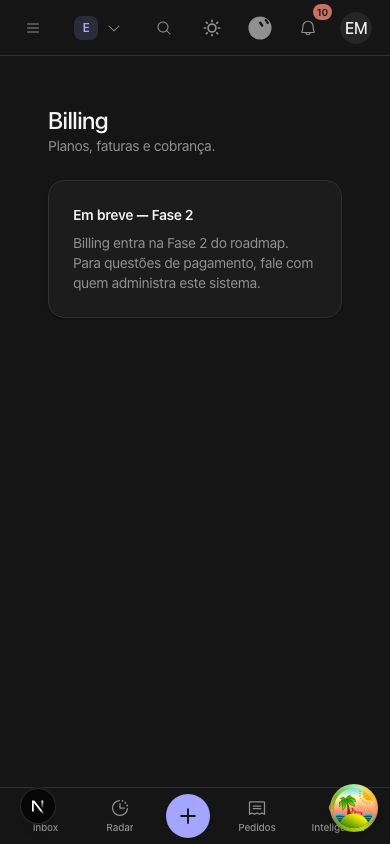 E
10
EM
Billing
Planos, faturas e cobrança.
Em breve — Fase 2
Billing entra na Fase 2 do roadmap.
Para questões de pagamento, fale com
quem administra este sistema.
N
Inbox
Radar
Pedidos